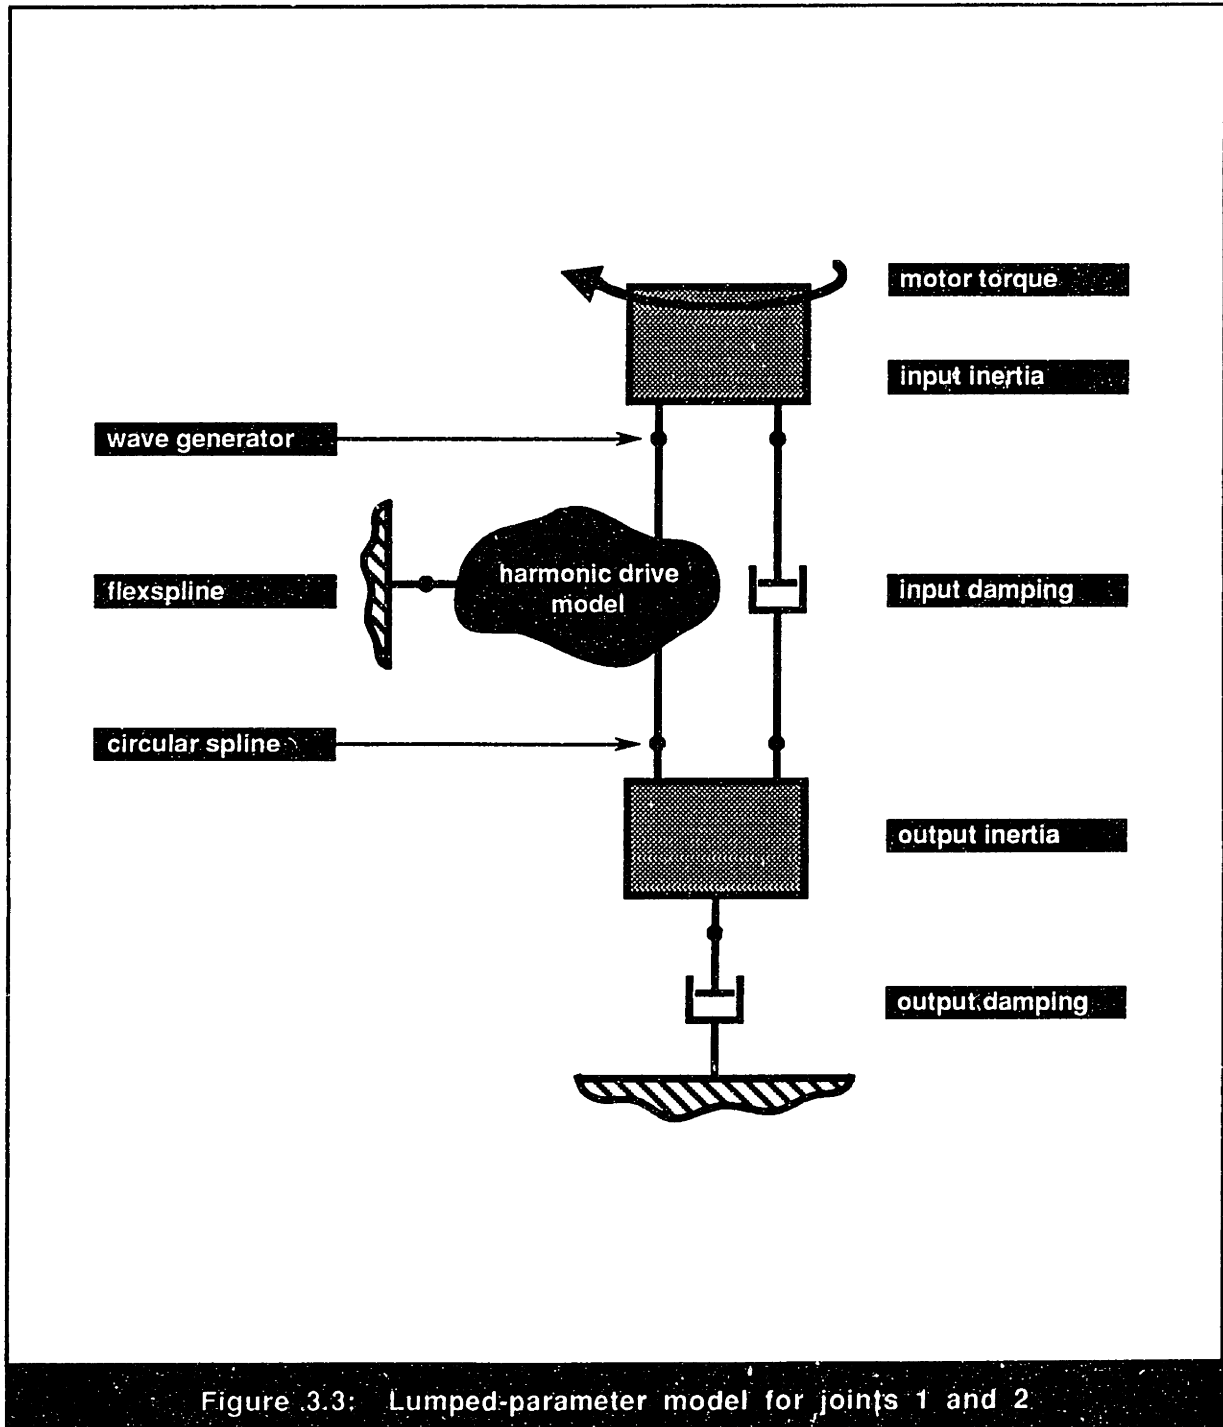 motor torque
input inertia
wave generator
harmonic drive
model
flexspline
input damping
circular spline
output inertia
output damping
Figure 3.3: Lumped-parameter model for joints 1 and 2